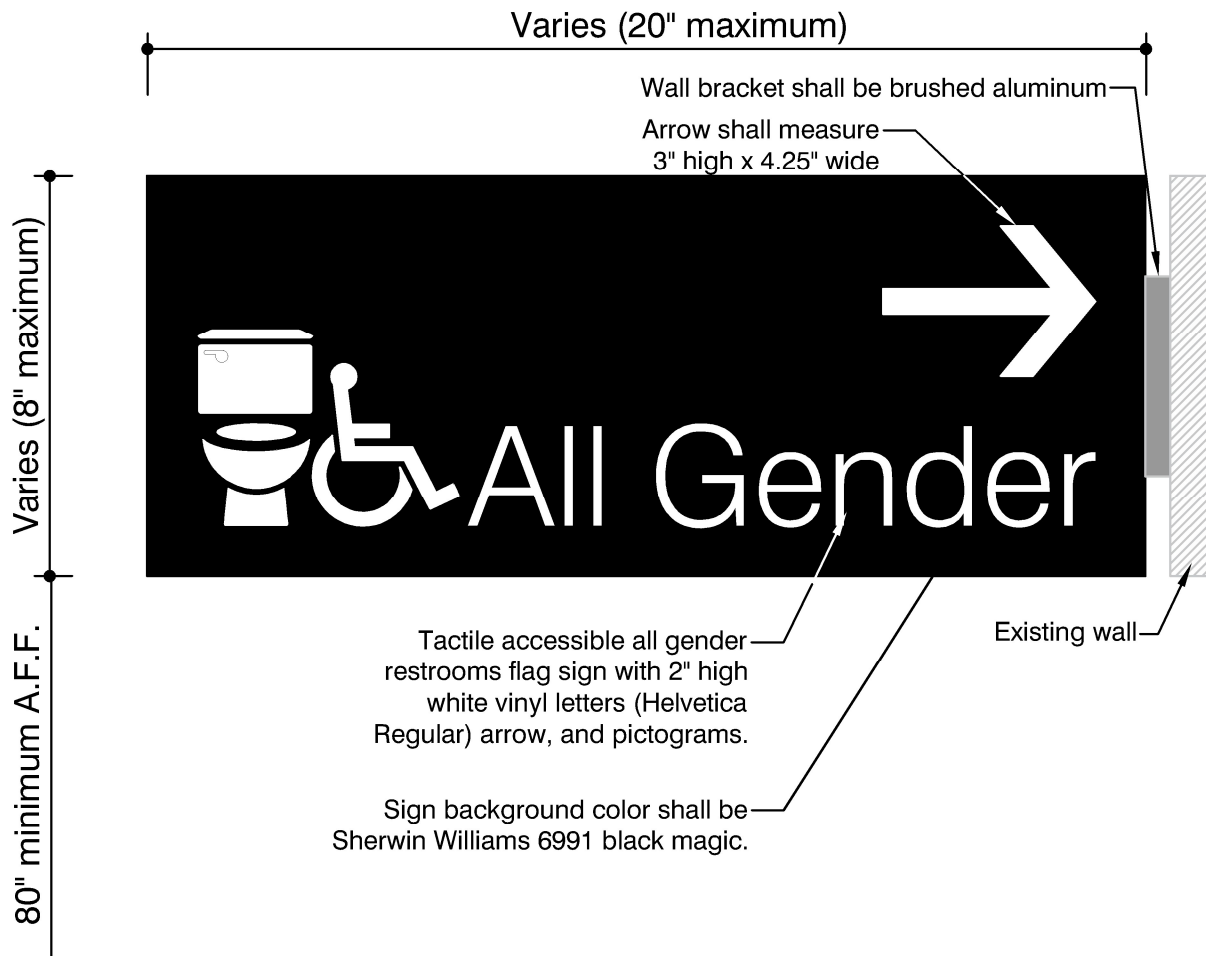 Varies (20" maximum)
Wall bracket shall be brushed aluminum
Arrow shall measure
3" high x 4.25" wide
Varies (8" maximum)
All Gender
80" minimum A.F.F.
Existing wall
Tactile accessible all gender
restrooms flag sign with 2" high
white vinyl letters (Helvetica
Regular) arrow, and pictograms.
Sign background color shall be
Sherwin Williams 6991 black magic.